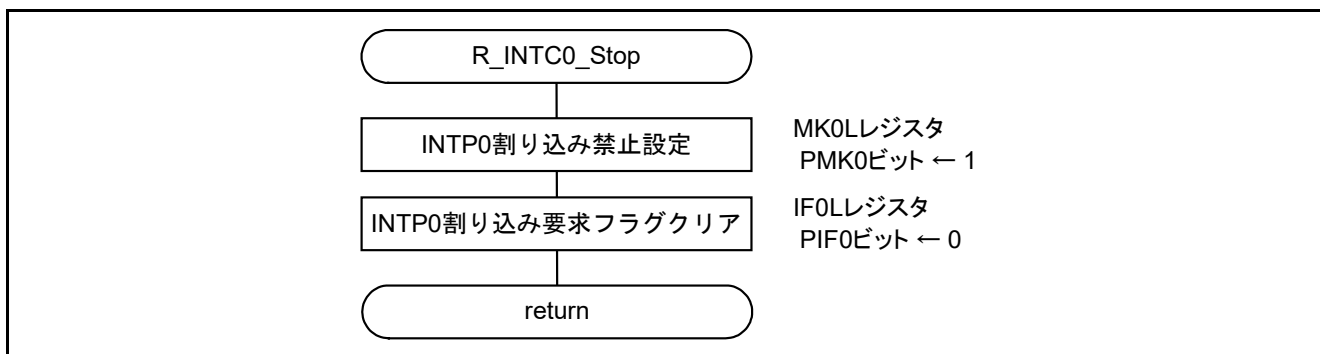 R_INTC0_Stop
INTP0割り込み禁止設定
MK0Lレジスタ
PMK0ビット ← 1
INTP0割り込み要求フラグクリア
IF0Lレジスタ
PIF0ビット ← 0
return